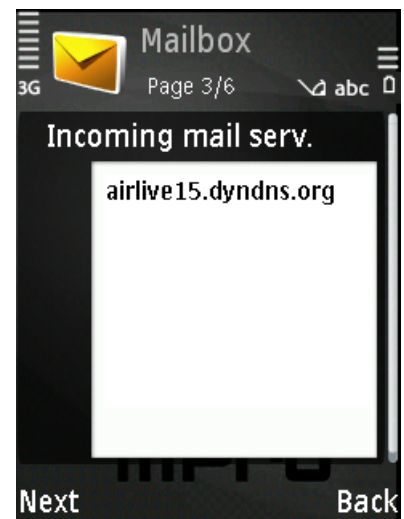 Mailbox
3G
Page 3/6
abc
Incoming mail serv.
airlive15.dyndns.org
Next
Back